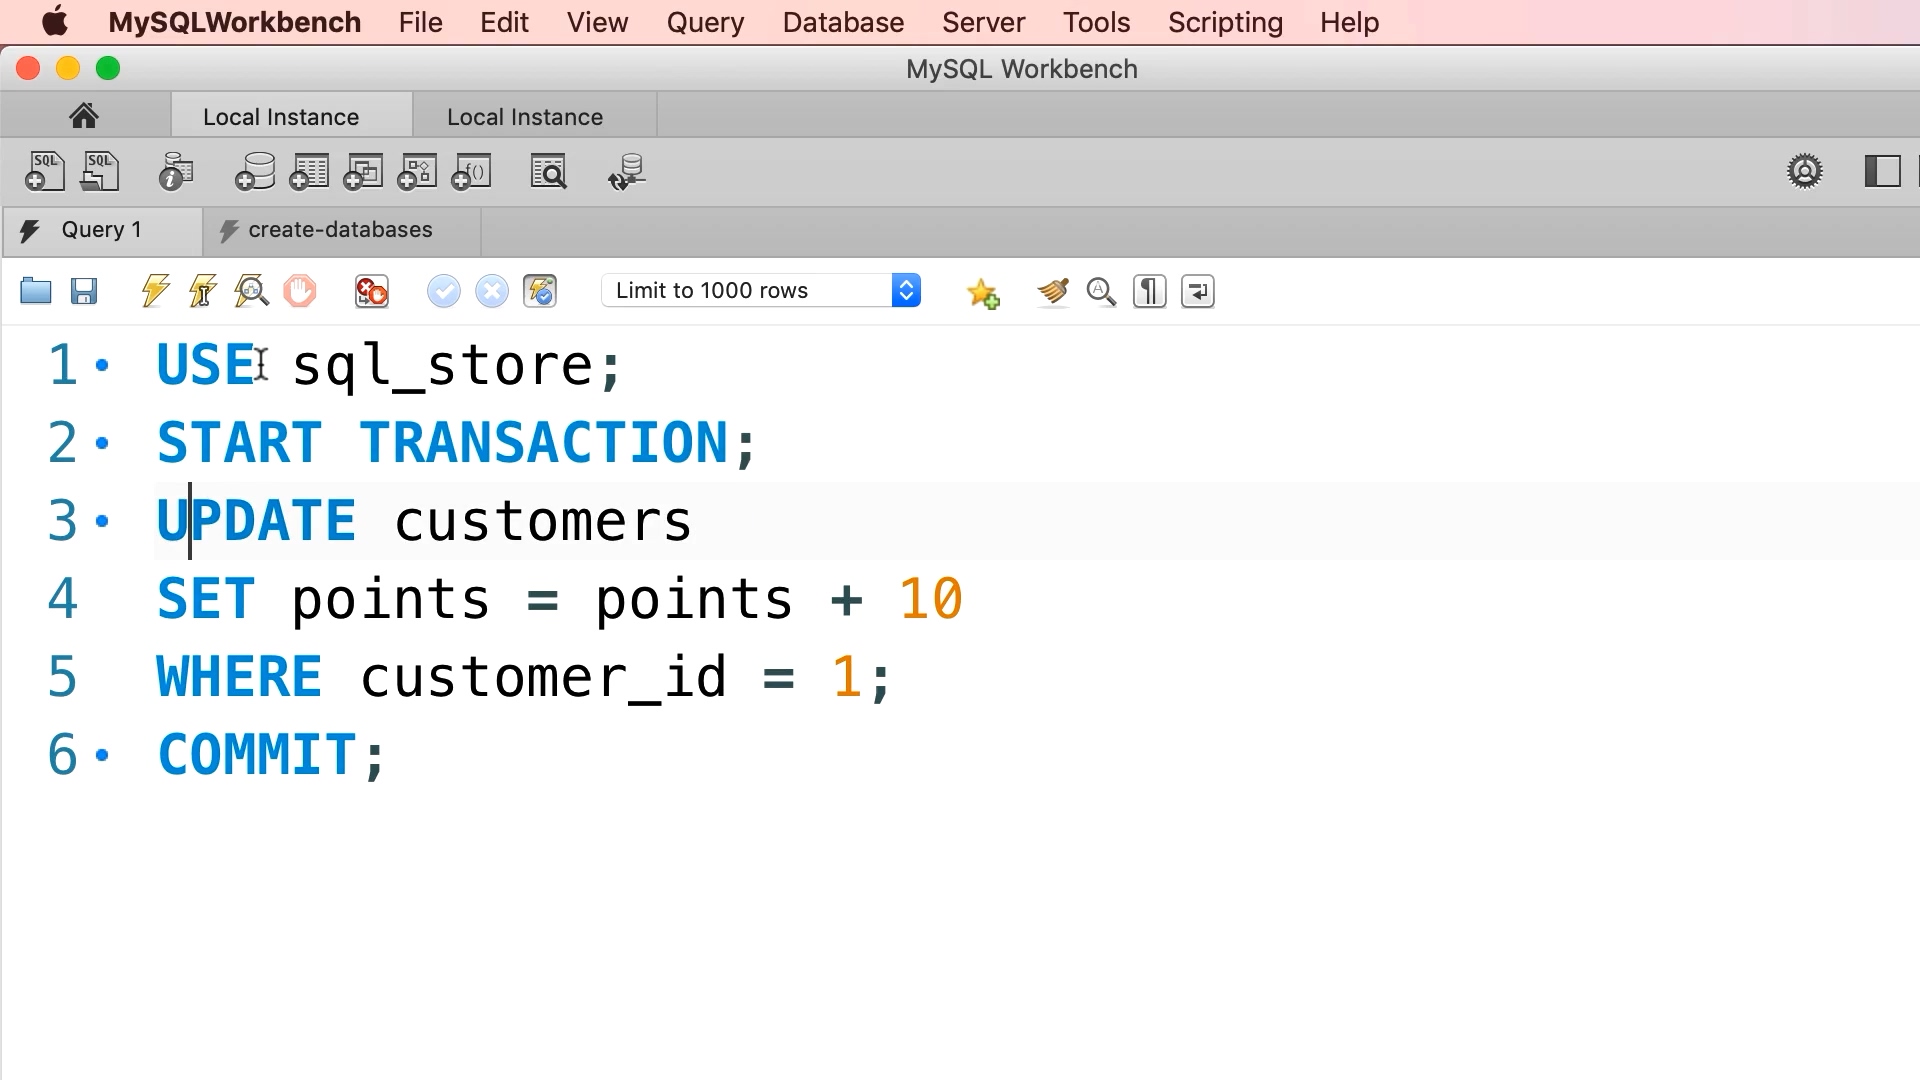 MySQLWorkbench File Edit View Query Database Server Tools Scripting Help
MySQL Workbench
Local Instance Local Instance
SQL SQL
Query 1 create-databases
Limit to 1000 rows
1 USE sql_store;
2 START TRANSACTION;
3 UPDATE customers
4 SET points = points + 10
5 WHERE customer_id = 1;
6 COMMIT;